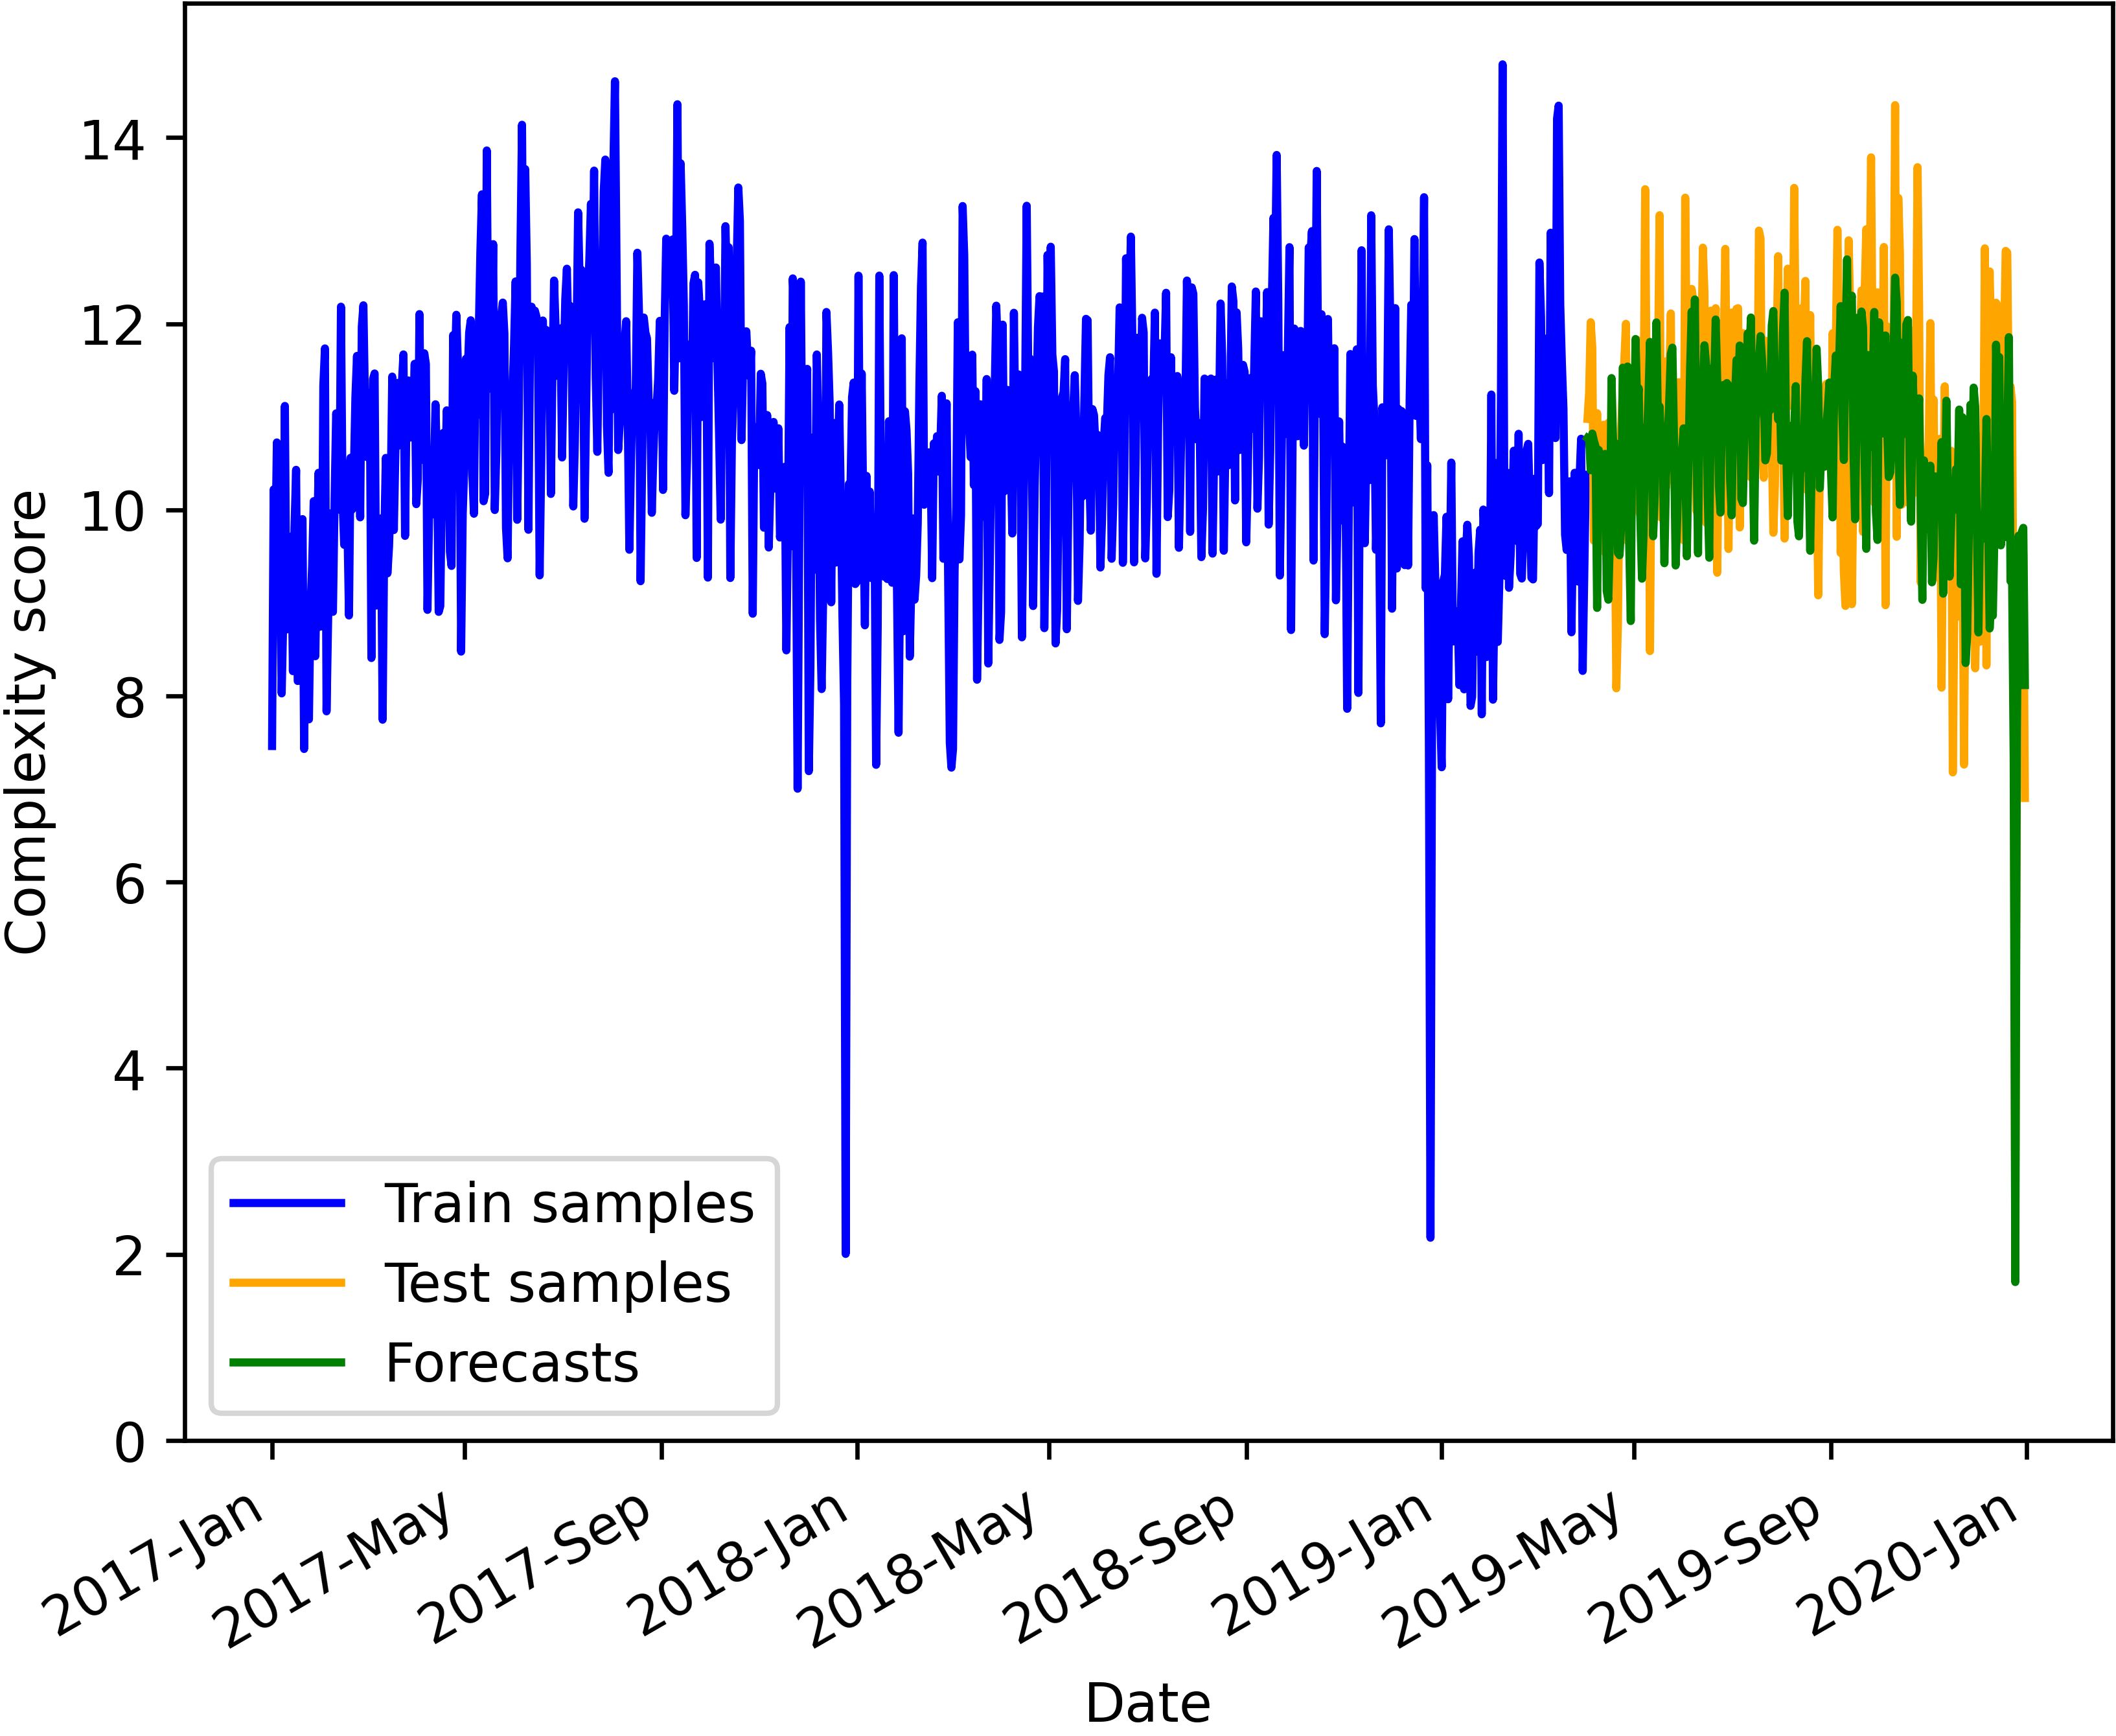 Complexity score
14
12
10
8
6
4
2
0
Train samples
Test samples
Forecasts
2017-Jan
2017-May
2017-Sep
2018-Jan
2018-May
2018-Sep
2019-Jan
2019-May
2019-Sep
2020-Jan
Date